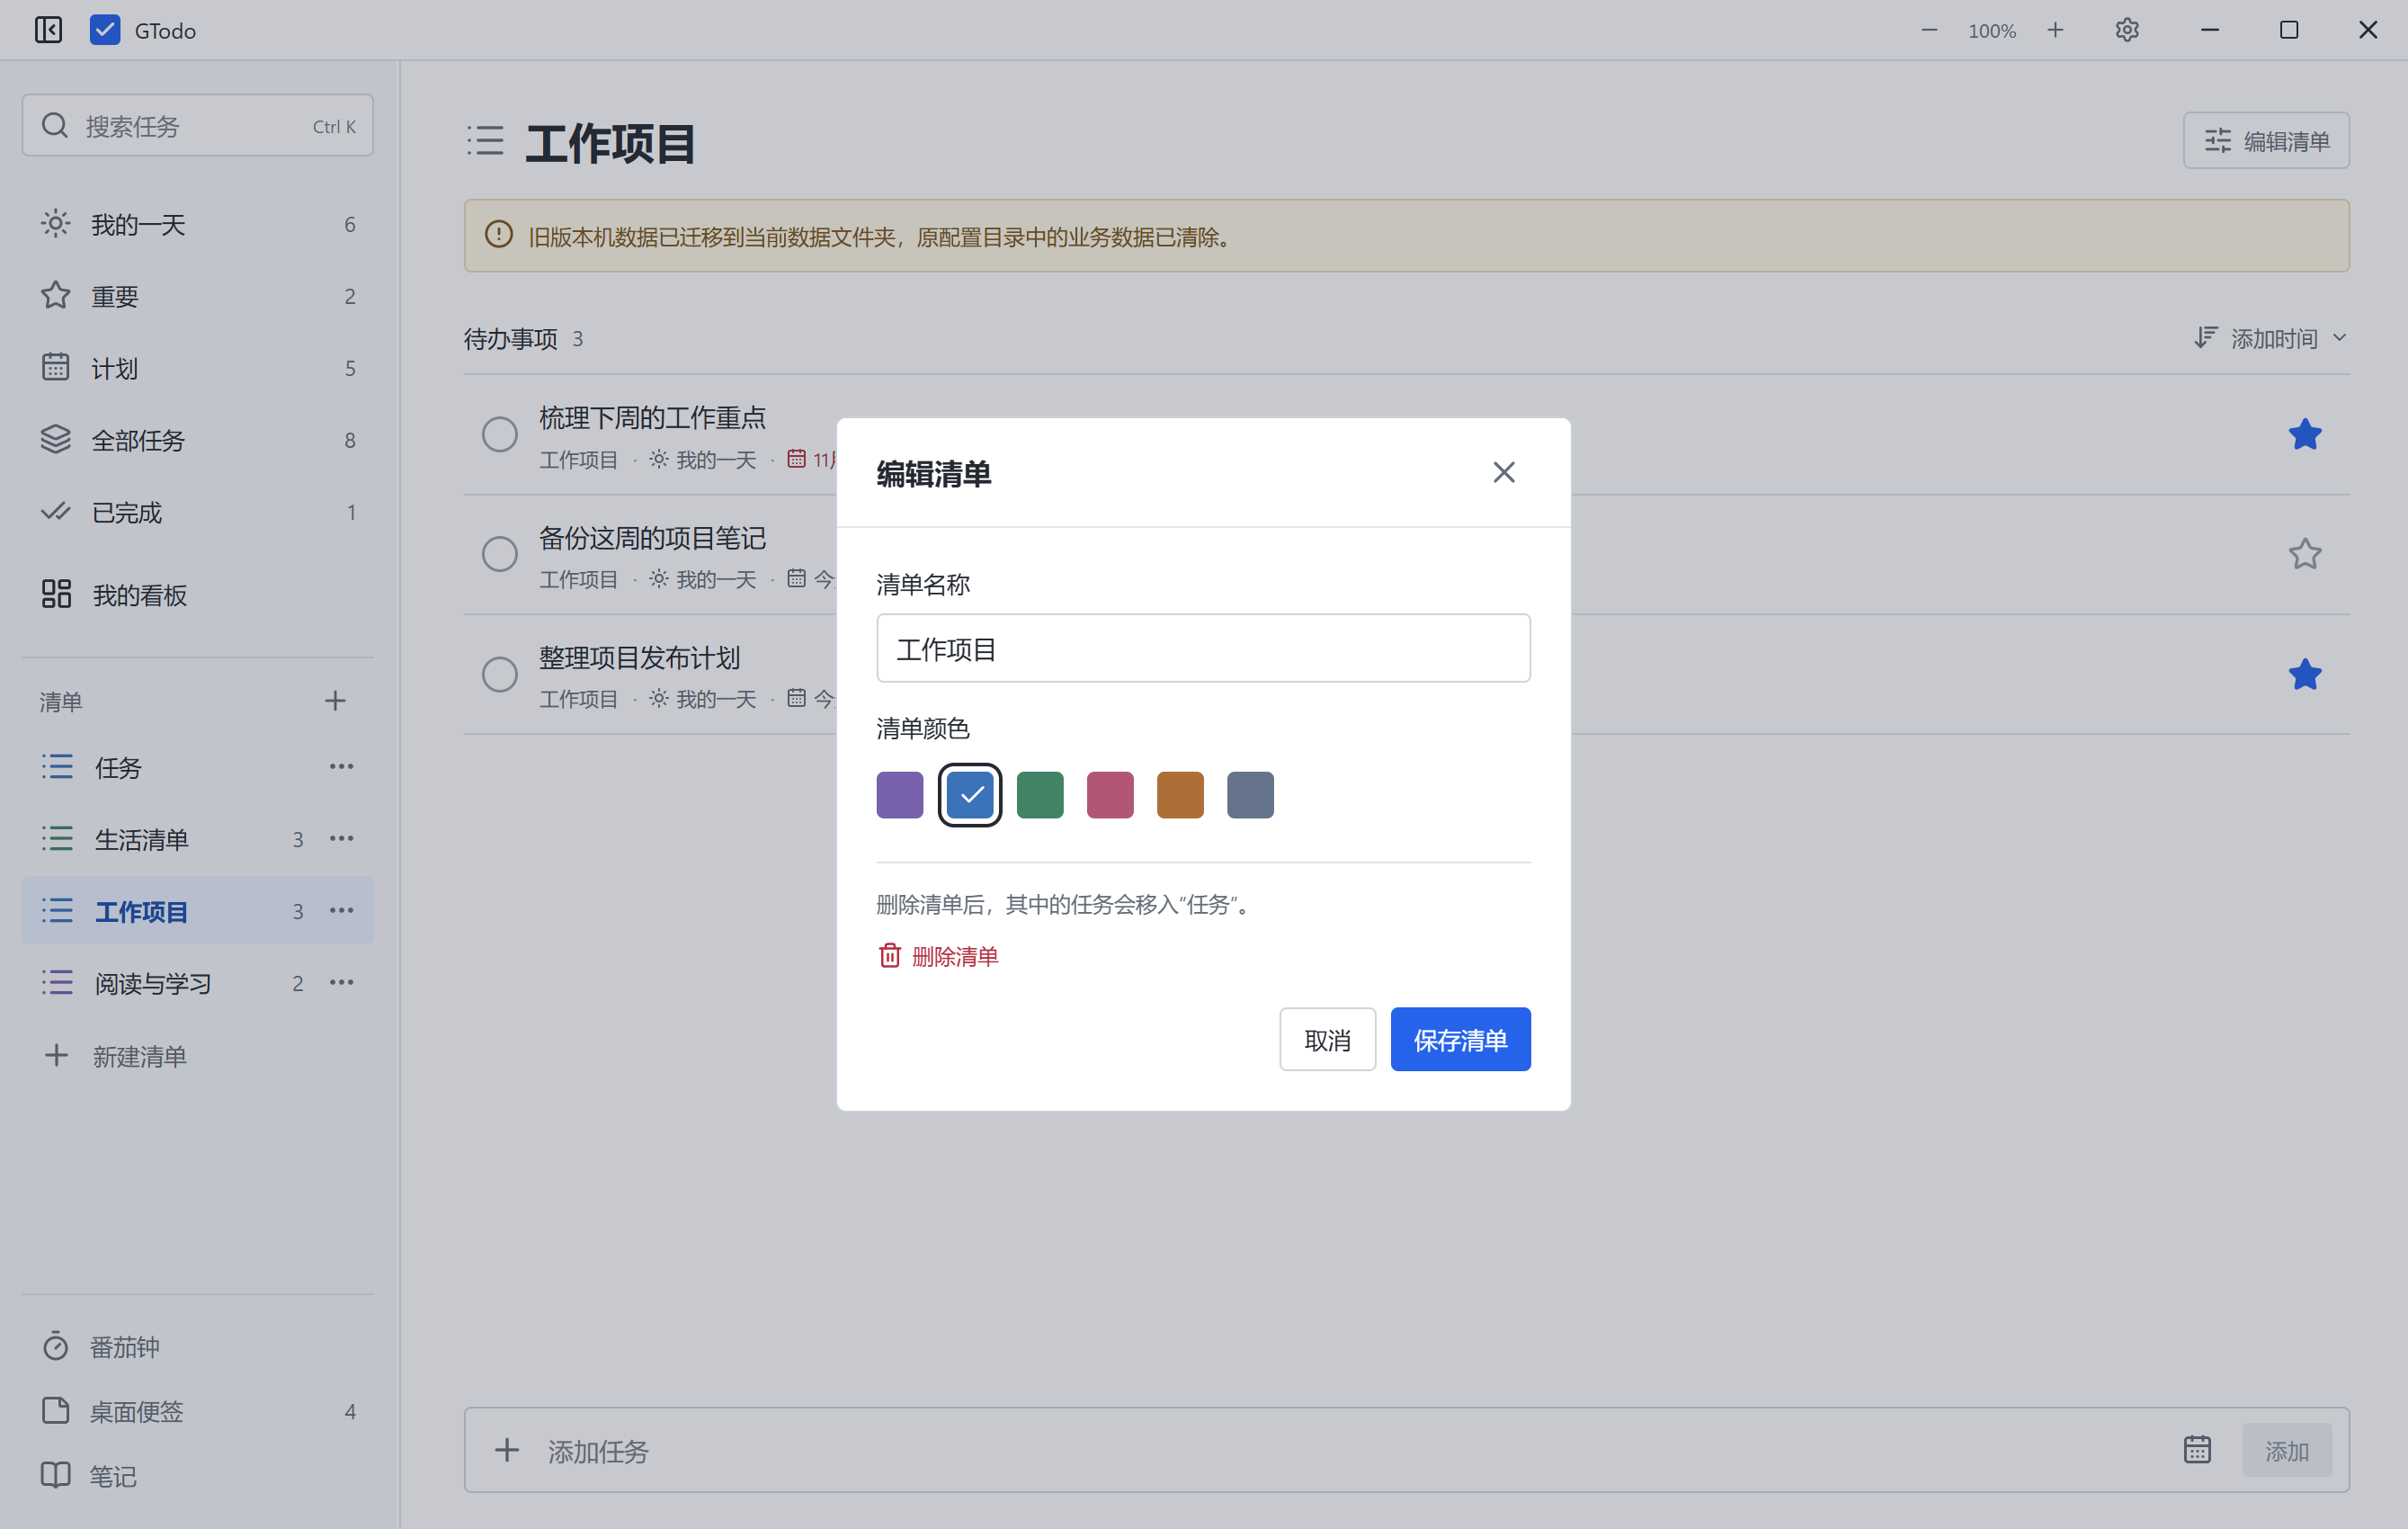 GTodo
100%
搜索任务 Ctrl K
我的一天 6
重要 2
计划 5
全部任务 8
已完成 1
我的看板
清单
任务
生活清单 3
工作项目 3
阅读与学习 2
新建清单
番茄钟
桌面便签 4
笔记
工作项目
编辑清单
旧版本机数据已迁移到当前数据文件夹，原配置目录中的业务数据已清除。
待办事项 3
添加时间
梳理下周的工作重点
工作项目 · 我的一天 · 11
备份这周的项目笔记
工作项目 · 我的一天 · 今
整理项目发布计划
工作项目 · 我的一天 · 今
编辑清单
清单名称
工作项目
清单颜色
删除清单后，其中的任务会移入“任务”。
删除清单
取消
保存清单
添加任务
添加